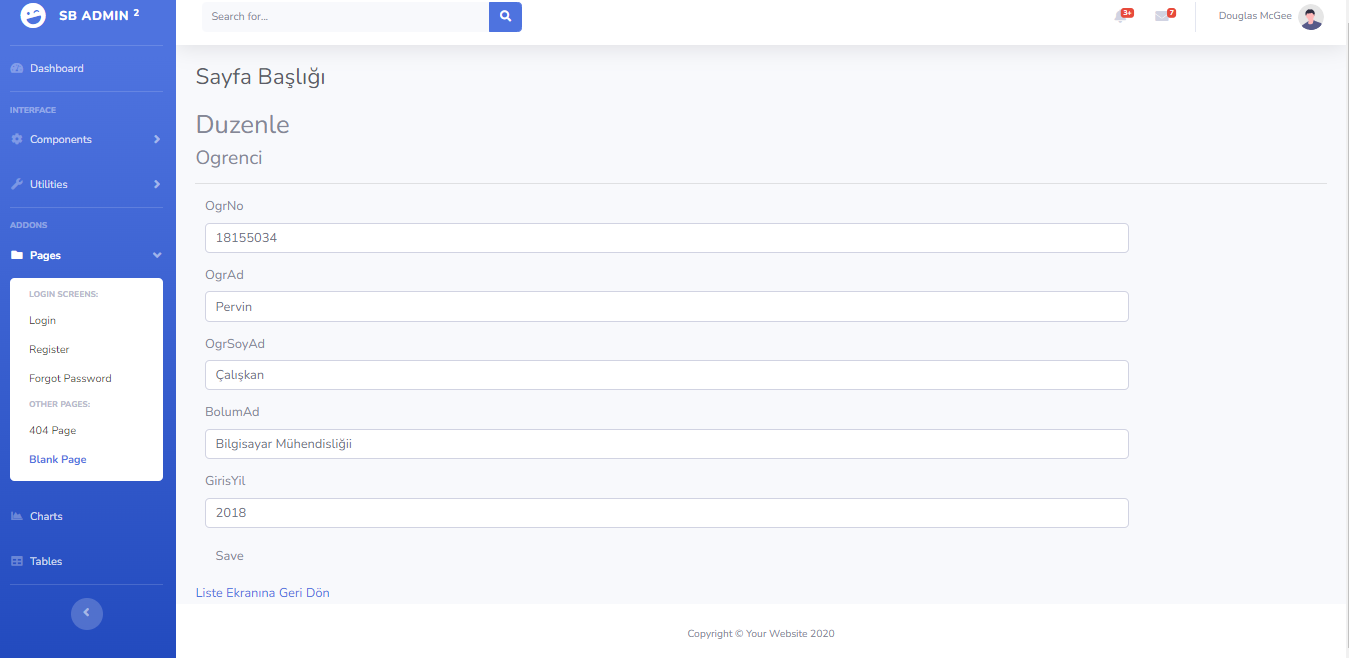 SB ADMIN 2
Search for...
3+
7
Douglas McGee
Dashboard
INTERFACE
Components
Utilities
ADDONS
Pages
LOGIN SCREENS:
Login
Register
Forgot Password
OTHER PAGES:
404 Page
Blank Page
Charts
Tables
Sayfa Başlığı
Duzenle
Ogrenci
OgrNo
18155034
OgrAd
Pervin
OgrSoyAd
Çalışkan
BolumAd
Bilgisayar Mühendisliğii
GirisYil
2018
Save
Liste Ekranına Geri Dön
Copyright © Your Website 2020